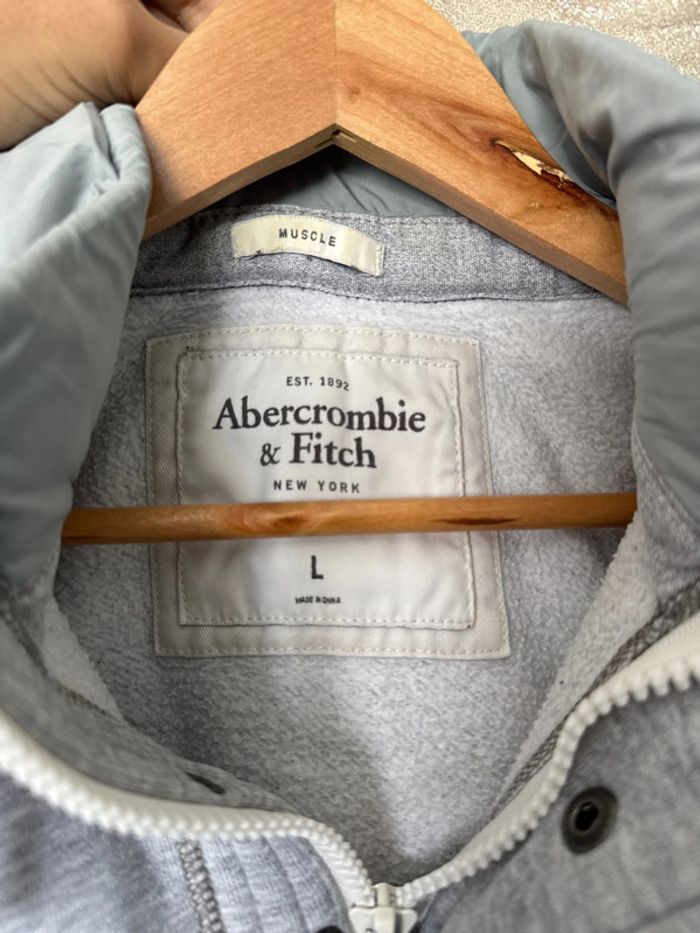 MUSCLE
EST. 1892
Abercrombie
& Fitch
NEW YORK
L
MADE IN CHINA